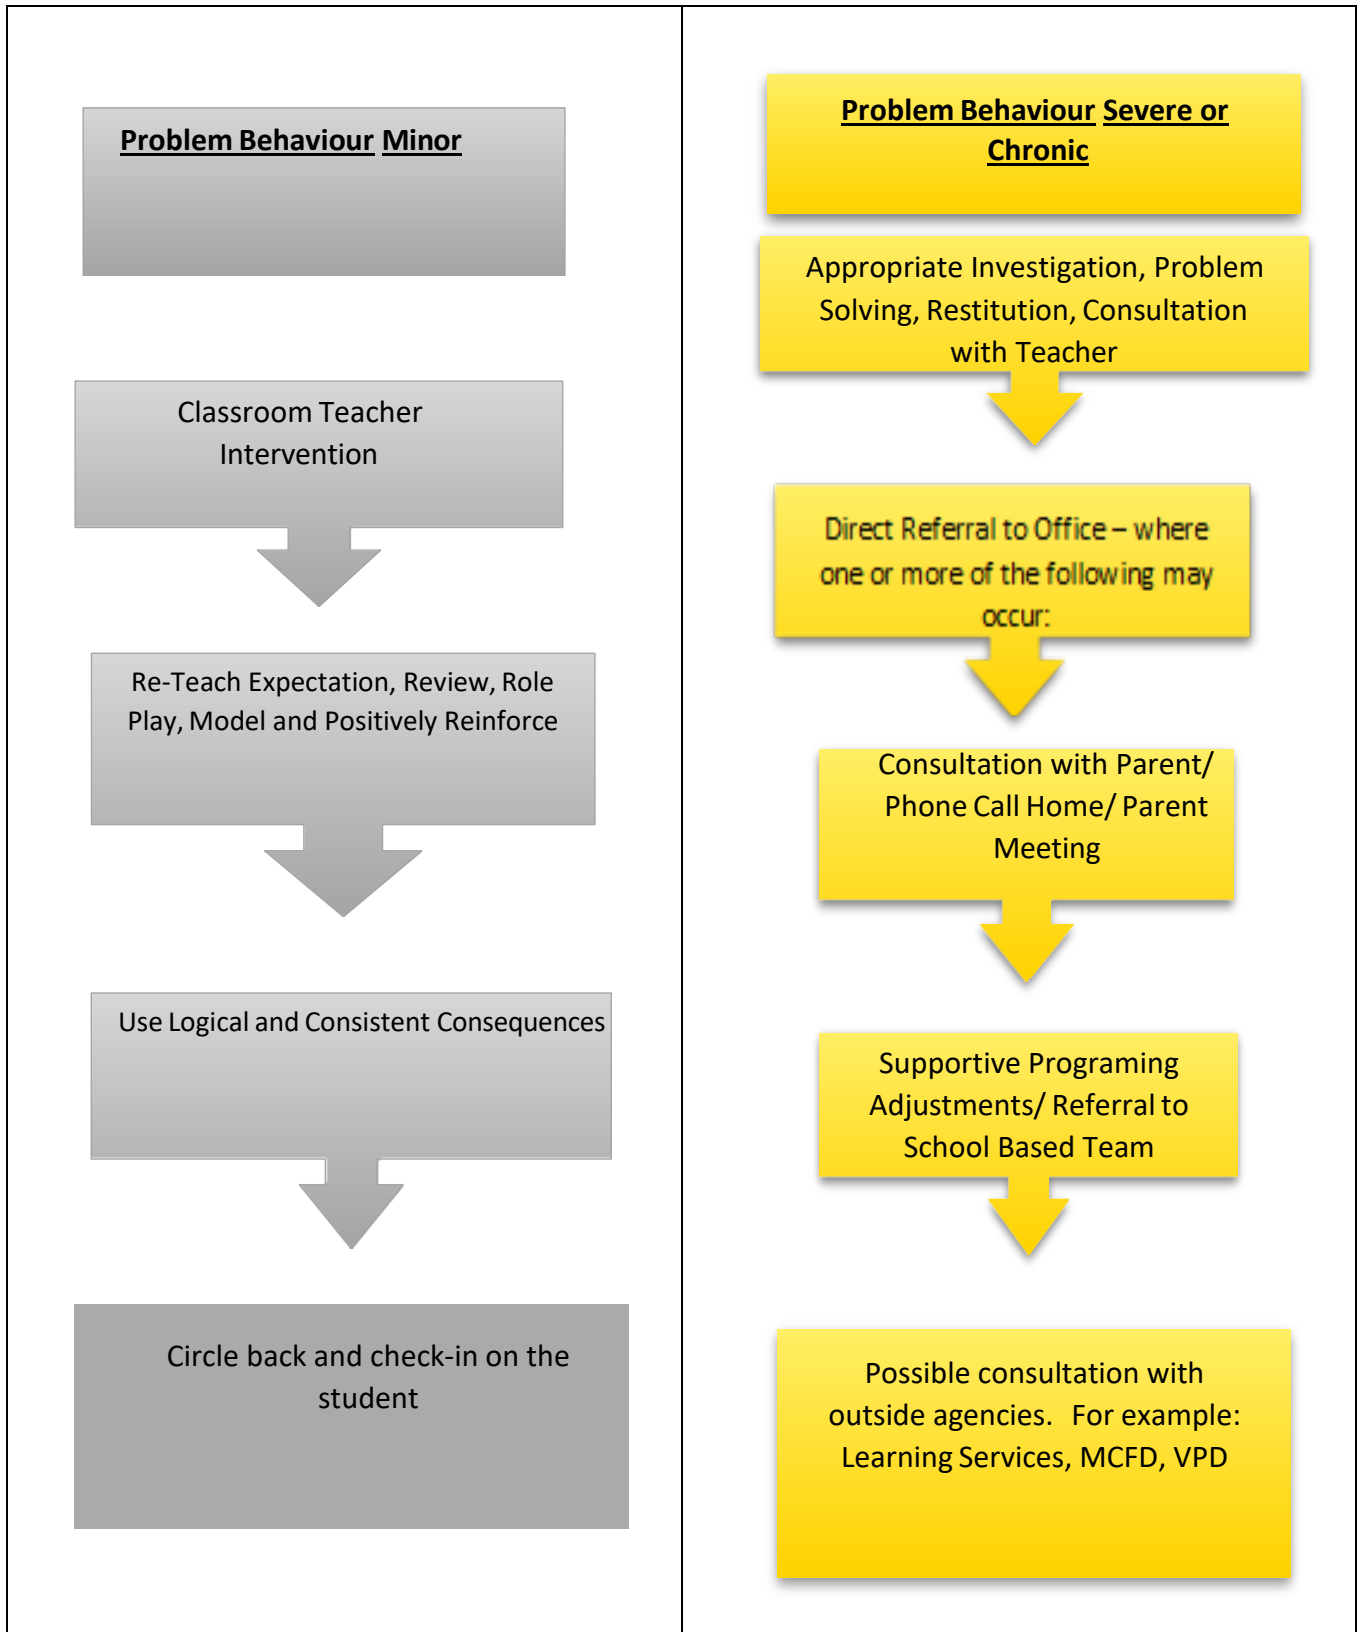 Problem Behaviour Minor
Classroom Teacher
Intervention
Re-Teach Expectation, Review, Role
Play, Model and Positively Reinforce
Use Logical and Consistent Consequences
Circle back and check-in on the
student
Problem Behaviour Severe or
Chronic
Appropriate Investigation, Problem
Solving, Restitution, Consultation
with Teacher
Direct Referral to Office – where
one or more of the following may
occur:
Consultation with Parent/
Phone Call Home/ Parent
Meeting
Supportive Programing
Adjustments/ Referral to
School Based Team
Possible consultation with
outside agencies. For example:
Learning Services, MCFD, VPD